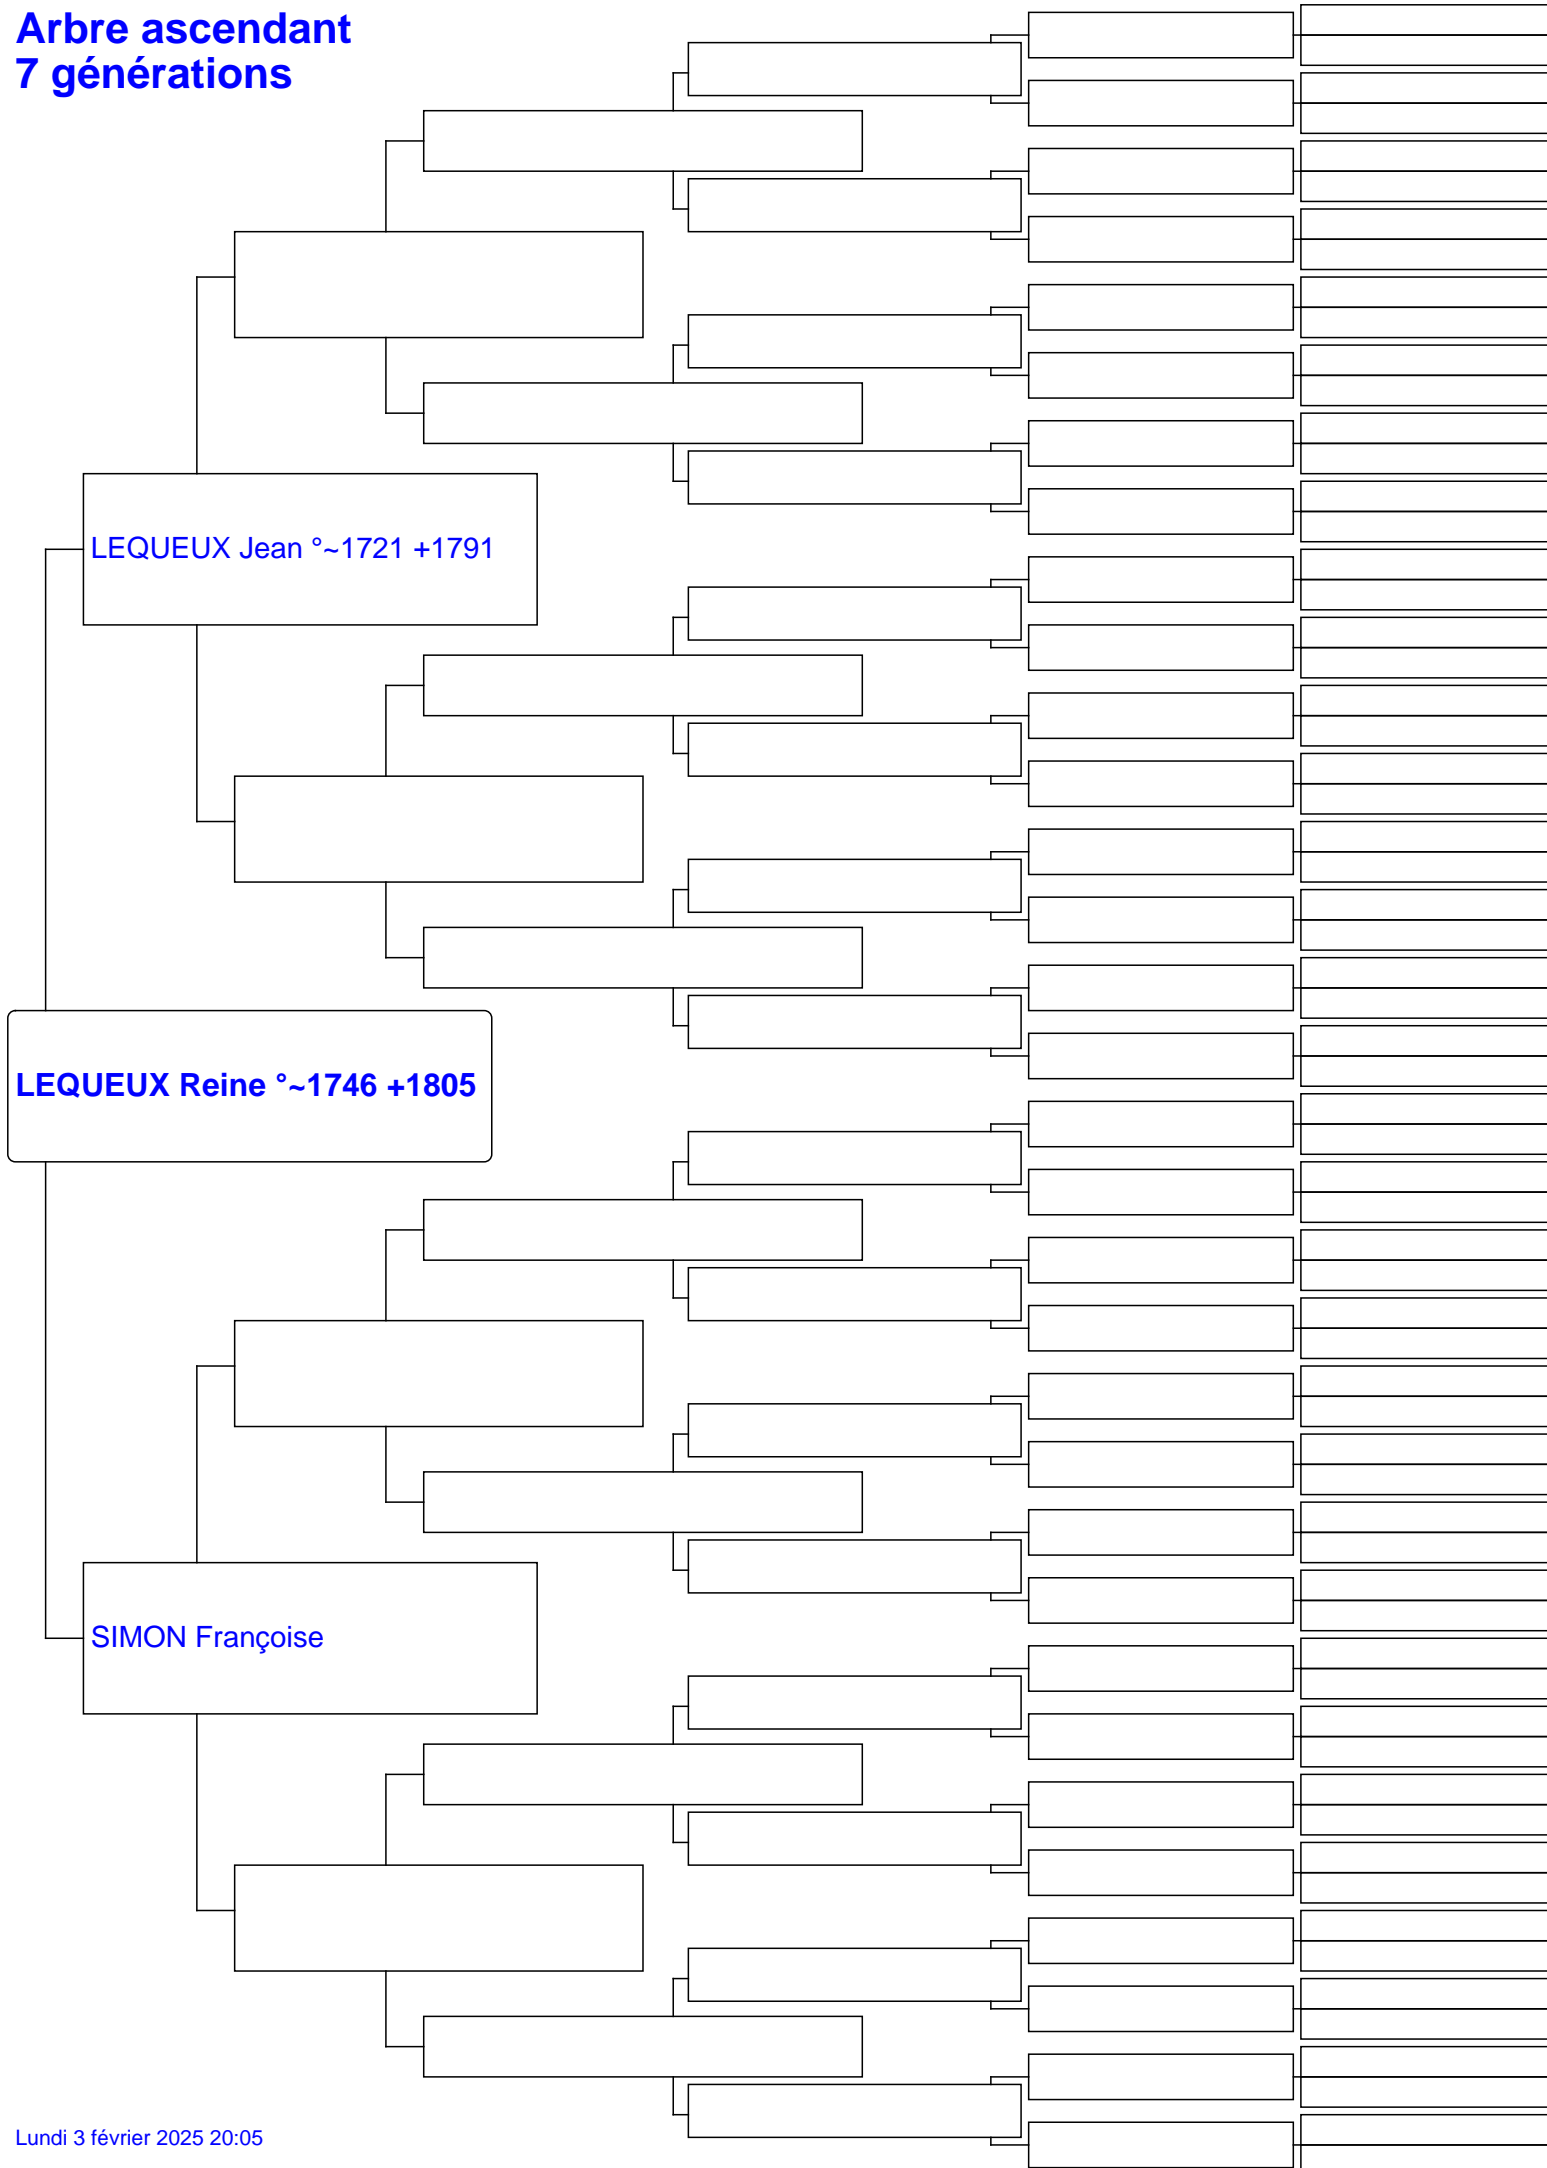 Arbre ascendant
7 générations
LEQUEUX Jean °~1721 +1791
LEQUEUX Reine °~1746 +1805
SIMON Françoise
Lundi 3 février 2025 20:05